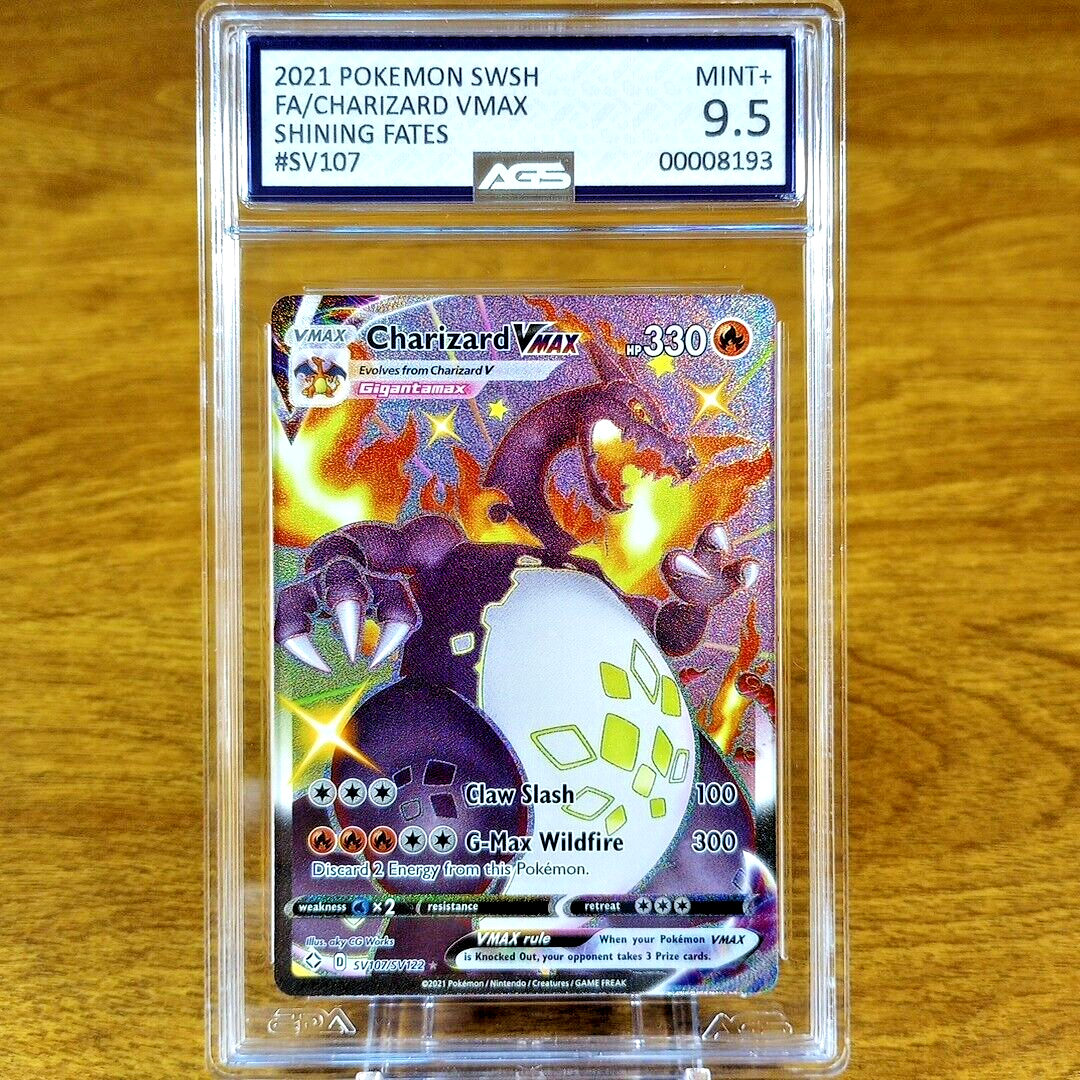 2021 POKEMON SWSH MINT+
FA/CHARIZARD VMAX 9.5
SHINING FATES
#SV107 00008193
AGS
VMAX Charizard VMAX HP 330
Evolves from Charizard V
Gigantamax
Claw Slash 100
G-Max Wildfire 300
Discard 2 Energy from this Pokémon.
weakness ×2 resistance retreat
Illus. aky CG Works
VMAX rule When your Pokémon VMAX
is Knocked Out, your opponent takes 3 Prize cards.
D SV107/SV122
©2021 Pokémon / Nintendo / Creatures / GAME FREAK
AGS